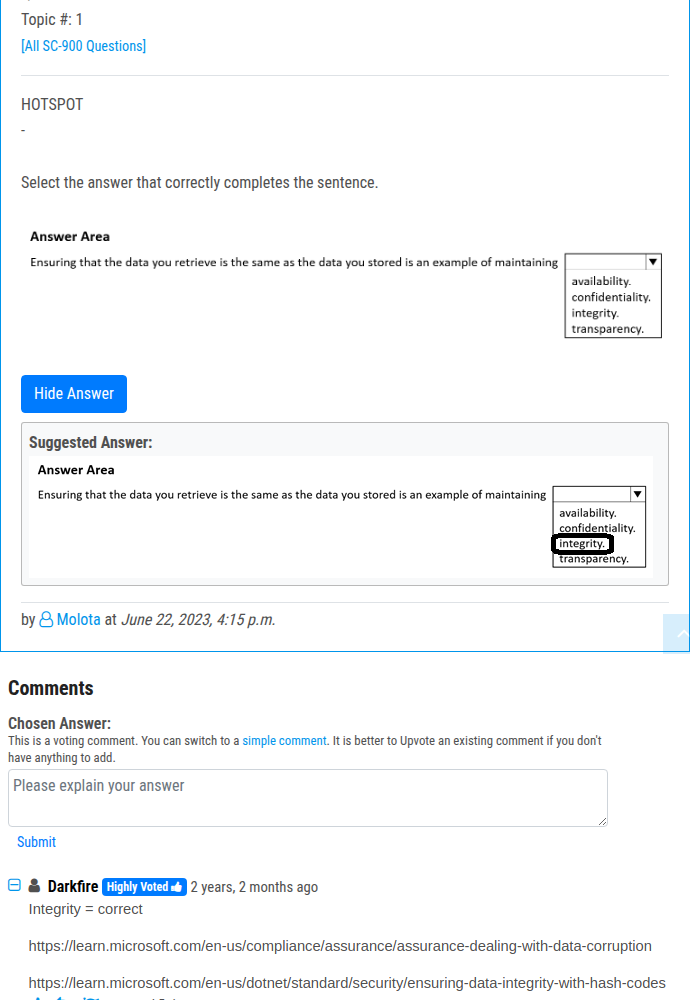 Topic #: 1
[All SC-900 Questions]
HOTSPOT
-
Select the answer that correctly completes the sentence.
Answer Area
Ensuring that the data you retrieve is the same as the data you stored is an example of maintaining
availability.
confidentiality.
integrity.
transparency.
Hide Answer
Suggested Answer:
Answer Area
Ensuring that the data you retrieve is the same as the data you stored is an example of maintaining
availability.
confidentiality.
integrity.
transparency.
by Molota at June 22, 2023, 4:15 p.m.
Comments
Chosen Answer:
This is a voting comment. You can switch to a simple comment. It is better to Upvote an existing comment if you don't
have anything to add.
Please explain your answer
Submit
Darkfire Highly Voted 2 years, 2 months ago
Integrity = correct
https://learn.microsoft.com/en-us/compliance/assurance/assurance-dealing-with-data-corruption
https://learn.microsoft.com/en-us/dotnet/standard/security/ensuring-data-integrity-with-hash-codes